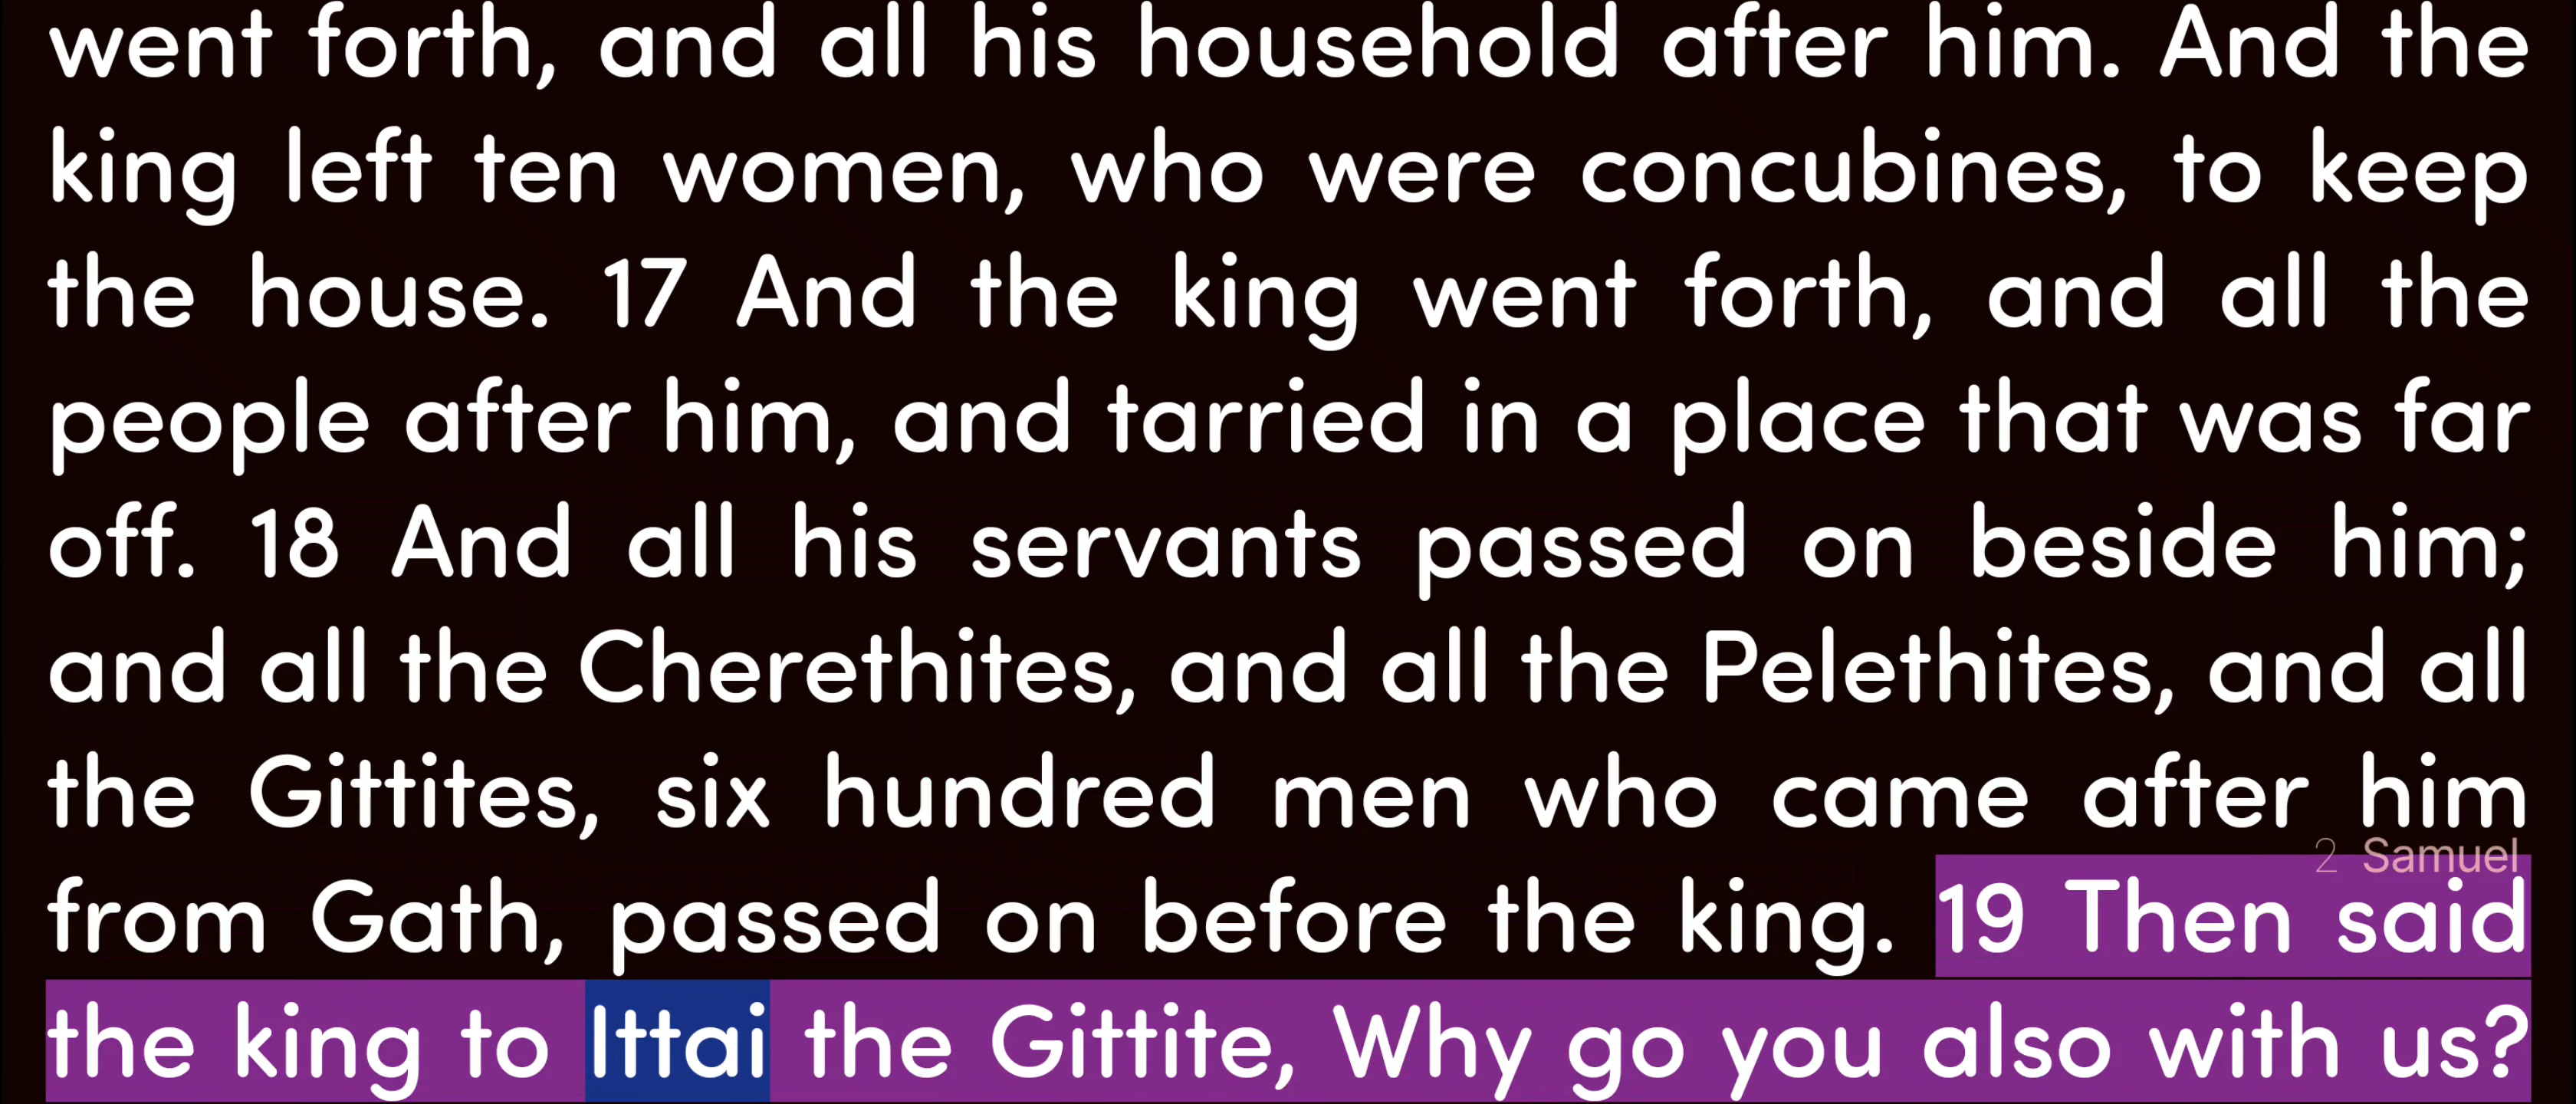 went forth, and all his household after him. And the
king left ten women, who were concubines, to keep
the house. 17 And the king went forth, and all the
people after him, and tarried in a place that was far
off. 18 And all his servants passed on beside him;
and all the Cherethites, and all the Pelethites, and all
the Gittites, six hundred men who came after him
2 Samuel
from Gath, passed on before the king. 19 Then said
the king to Ittai the Gittite, Why go you also with us?